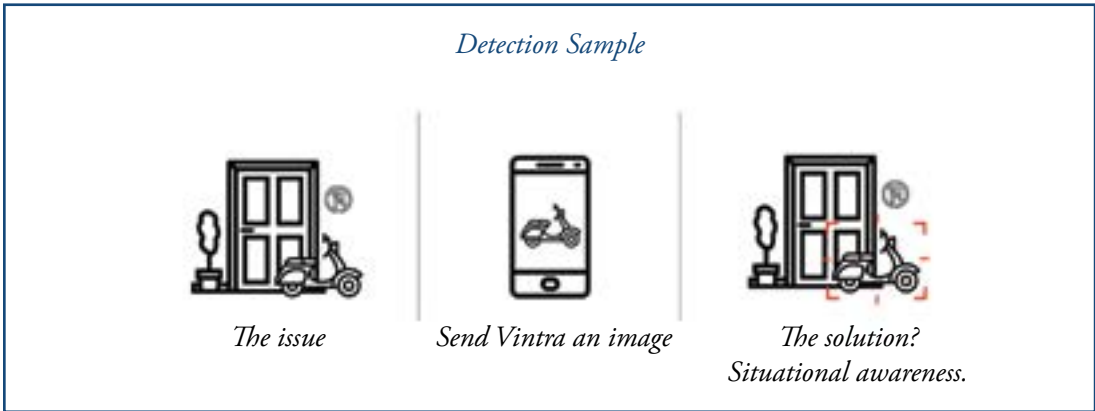 Detection Sample
The issue
Send Vintra an image
The solution?
Situational awareness.